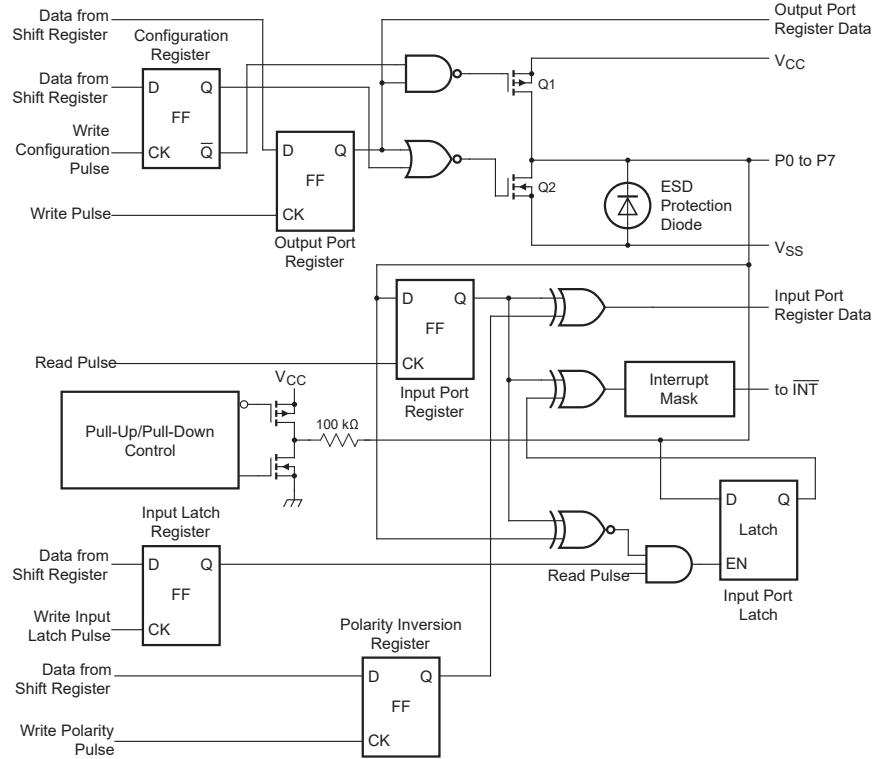 Data from
Shift Register
Configuration
Register
Data from
Shift Register
D
Q
FF
CK
Q
Write
Configuration
Pulse
D
Q
FF
CK
Write Pulse
Output Port
Register
Output Port
Register Data
VCC
Q1
P0 to P7
Q2
ESD
Protection
Diode
VSS
D
Q
FF
CK
Read Pulse
Input Port
Register
Input Port
Register Data
Interrupt
Mask
to INT
VCC
Pull-Up/Pull-Down
Control
100 kΩ
D
Q
Latch
EN
Input Port
Latch
Read Pulse
Input Latch
Register
Data from
Shift Register
D
Q
FF
CK
Write Input
Latch Pulse
Polarity Inversion
Register
Data from
Shift Register
D
Q
FF
CK
Write Polarity
Pulse